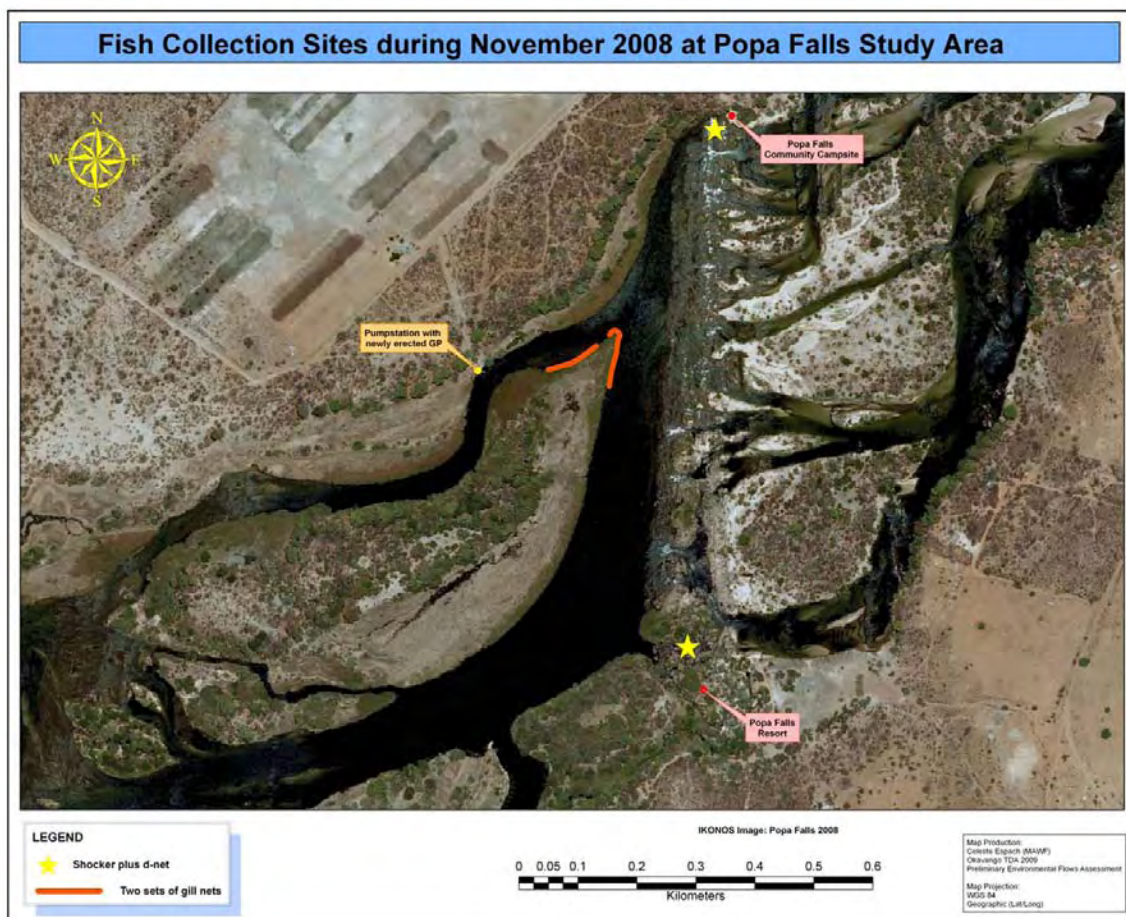 Fish Collection Sites during November 2008 at Popa Falls Study Area
N
W E
S
Popa Falls
Community Campsite
Pumpstation with
newly erected GP
Popa Falls
Resort
LEGEND
Shocker plus d-net
Two sets of gill nets
IKONOS Image: Popa Falls 2008
0 0.05 0.1 0.2 0.3 0.4 0.5 0.6
Kilometers
Map Production:
Celeste Espach (MAWF)
Okavango TDA 2009
Preliminary Environmental Flows Assessment
Map Projection:
WGS 84
Geographic (Lat/Long)